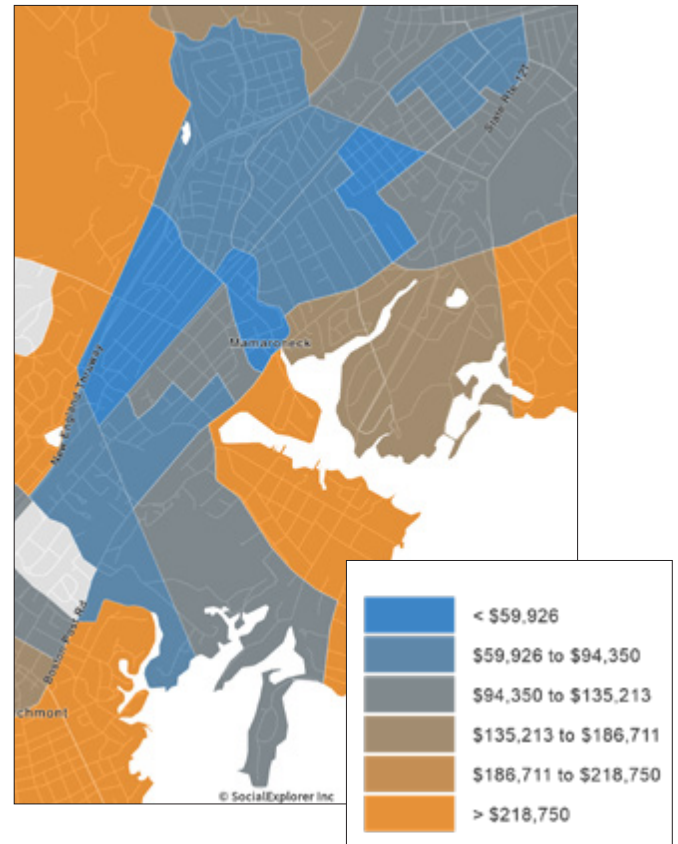 State Rte 127
Mamaroneck
New England Thruway
Boston Post Rd
chmont
© SocialExplorer Inc
< $59,926
$59,926 to $94,350
$94,350 to $135,213
$135,213 to $186,711
$186,711 to $218,750
> $218,750